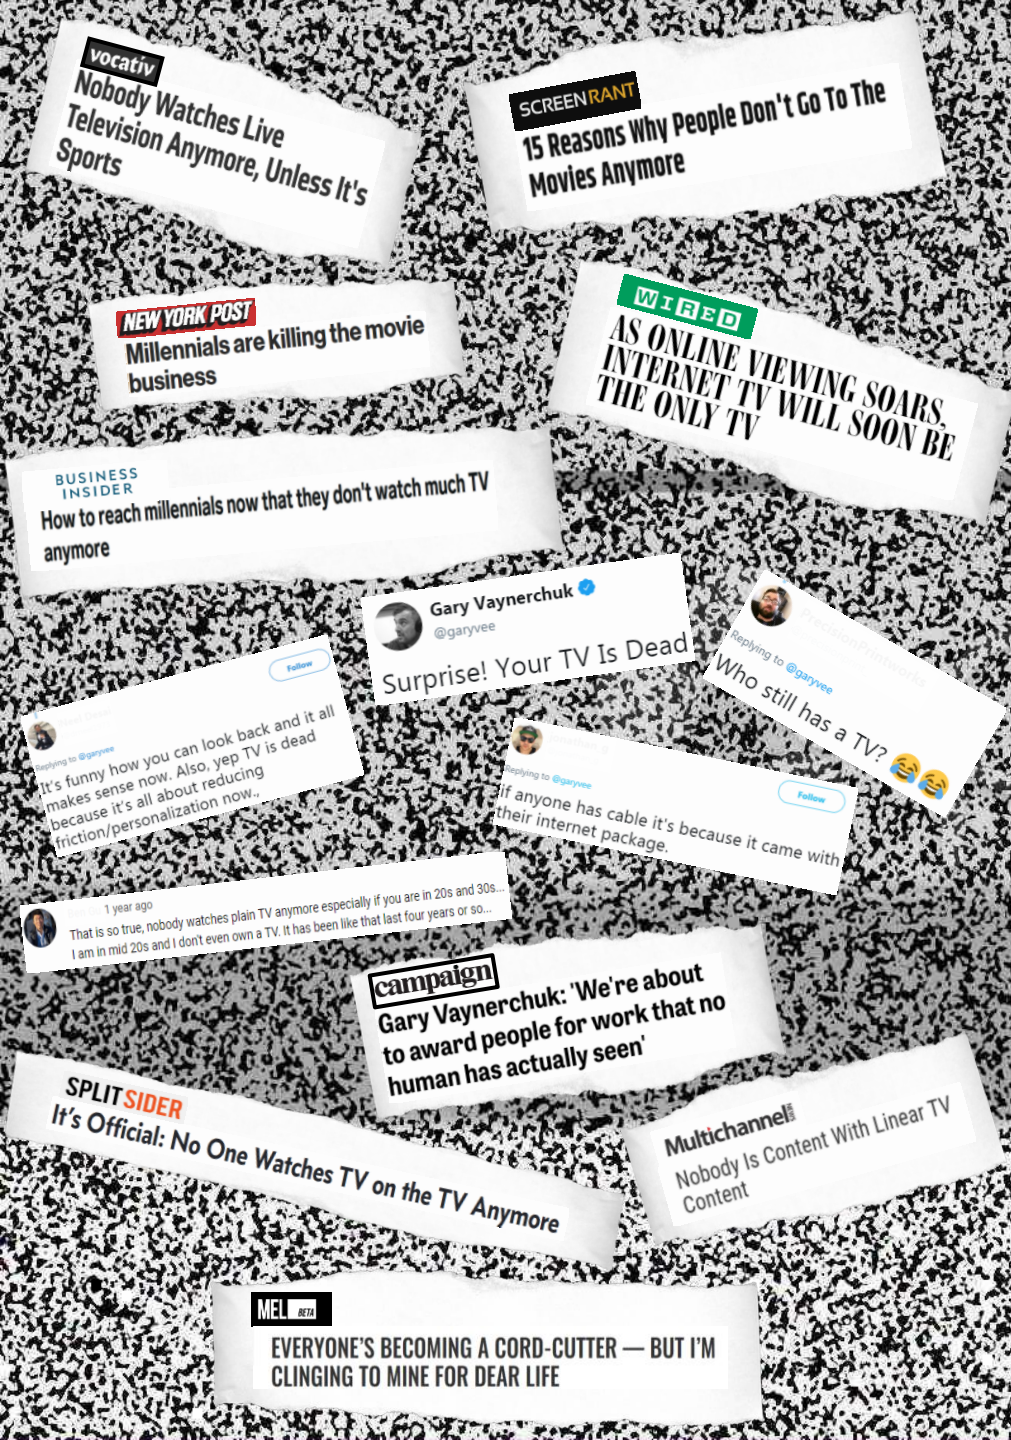 vocativ
Nobody Watches Live
Television Anymore, Unless It's
Sports
SCREENRANT
15 Reasons Why People Don't Go To The
Movies Anymore
NEW YORK POST
Millennials are killing the movie
business
WIRED
AS ONLINE VIEWING SOARS,
INTERNET TV WILL SOON BE
THE ONLY TV
BUSINESS
INSIDER
How to reach millennials now that they don't watch much TV
anymore
Gary Vaynerchuk
@garyvee
Surprise! Your TV Is Dead
PrecisionPrintworks
Replying to @garyvee
Who still has a TV? 😂😂
Follow
Replying to @garyvee
It's funny how you can look back and it all
makes sense now. Also, yep TV is dead
because it's all about reducing
friction/personalization now.,
Follow
Replying to @garyvee
if anyone has cable it's because it came with
their internet package.
1 year ago
That is so true, nobody watches plain TV anymore especially if you are in 20s and 30s...
I am in mid 20s and I don't even own a TV. It has been like that last four years or so...
campaign
Gary Vaynerchuk: 'We're about
to award people for work that no
human has actually seen'
SPLITSIDER
It's Official: No One Watches TV on the TV Anymore
Multichannel
Nobody Is Content With Linear TV
Content
MEL BETA
EVERYONE'S BECOMING A CORD-CUTTER — BUT I'M
CLINGING TO MINE FOR DEAR LIFE